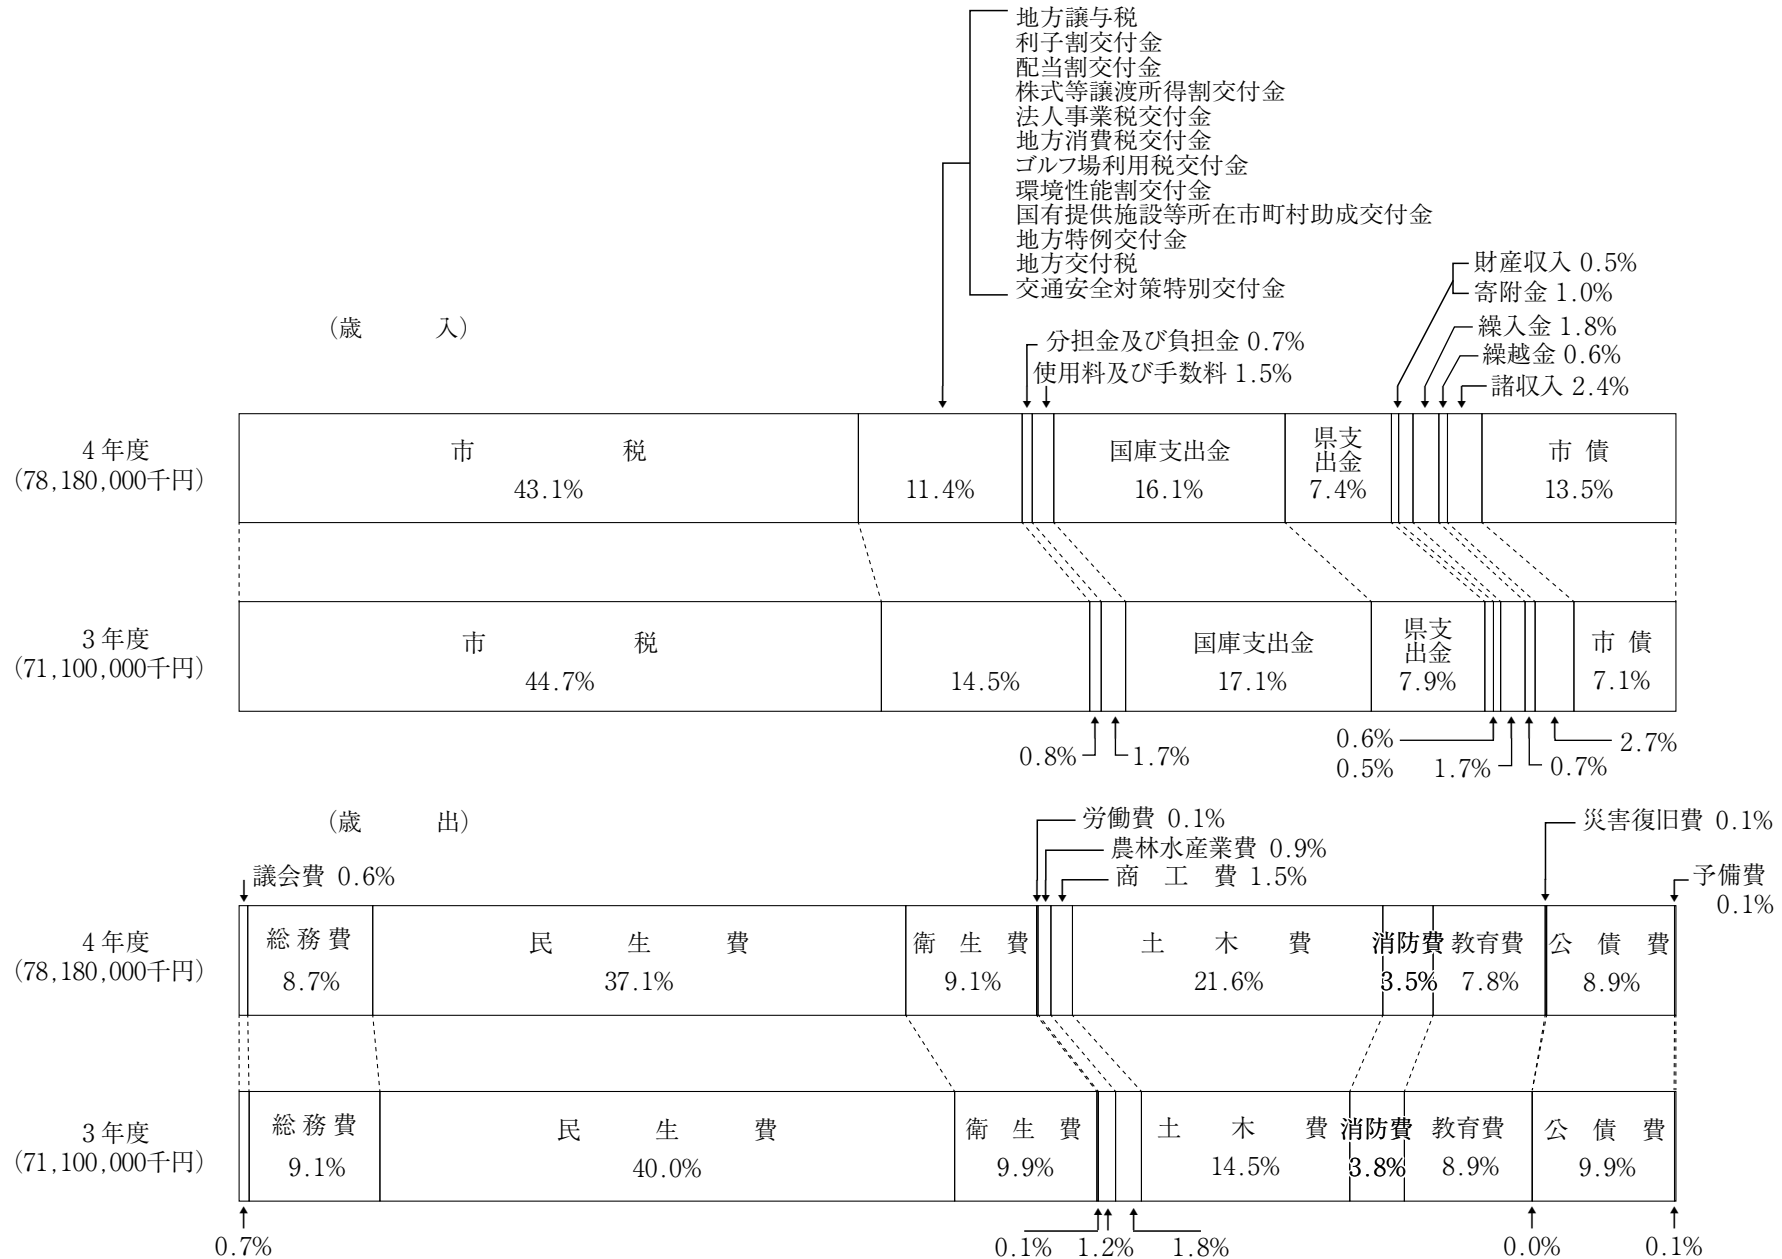 地方譲与税
利子割交付金
配当割交付金
株式等譲渡所得割交付金
法人事業税交付金
地方消費税交付金
ゴルフ場利用税交付金
環境性能割交付金
国有提供施設等所在市町村助成交付金
地方特例交付金
地方交付税
交通安全対策特別交付金
財産収入 0.5%
寄附金 1.0%
繰入金 1.8%
繰越金 0.6%
諸収入 2.4%
(歳 入)
分担金及び負担金 0.7%
使用料及び手数料 1.5%
4年度
(78,180,000千円)
市 税
43.1%
11.4%
国庫支出金
16.1%
県支
出金
7.4%
市 債
13.5%
3年度
(71,100,000千円)
市 税
44.7%
14.5%
国庫支出金
17.1%
県支
出金
7.9%
市 債
7.1%
0.8%
1.7%
0.6%
0.5%
1.7%
0.7%
2.7%
(歳 出)
労働費 0.1%
農林水産業費 0.9%
商 工 費 1.5%
災害復旧費 0.1%
議会費 0.6%
予備費
0.1%
4年度
(78,180,000千円)
総務費
8.7%
民 生 費
37.1%
衛 生 費
9.1%
土 木 費
21.6%
消防費
3.5%
教育費
7.8%
公 債 費
8.9%
3年度
(71,100,000千円)
総務費
9.1%
民 生 費
40.0%
衛 生 費
9.9%
土 木 費
14.5%
消防費
3.8%
教育費
8.9%
公 債 費
9.9%
0.7%
0.1%
1.2%
1.8%
0.0%
0.1%